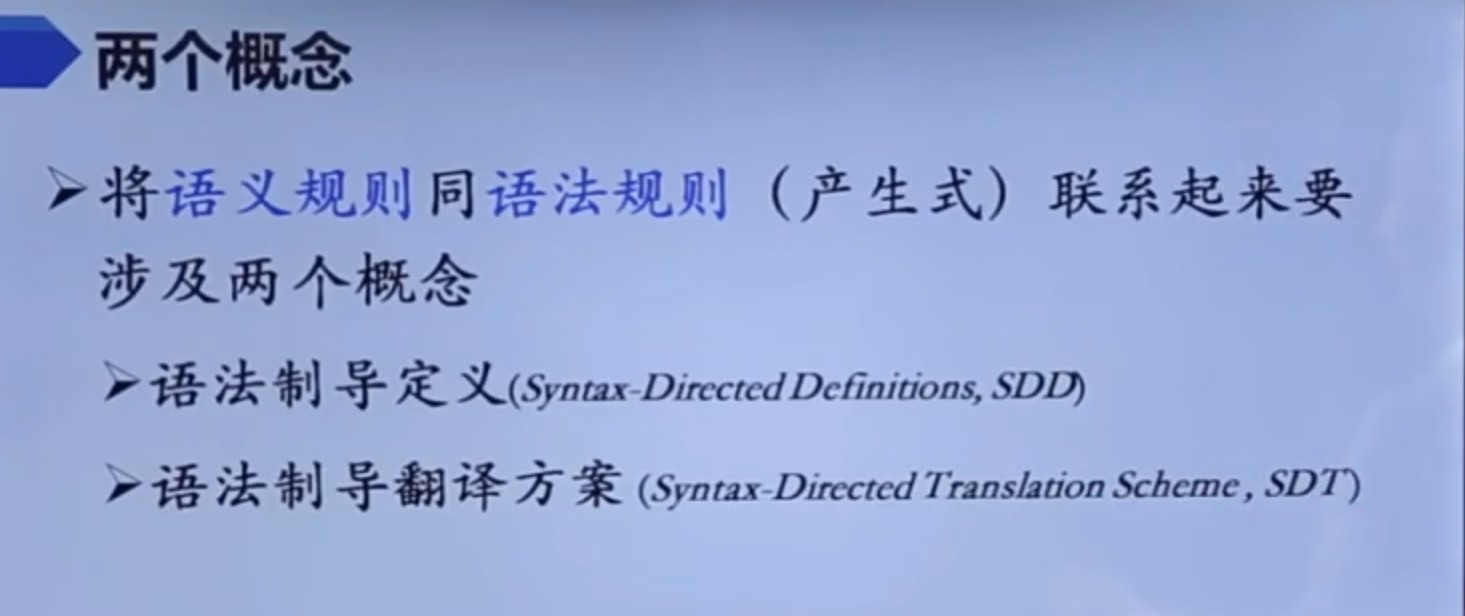 两个概念
将语义规则同语法规则（产生式）联系起来要
涉及两个概念
语法制导定义(Syntax-Directed Definitions, SDD)
语法制导翻译方案 (Syntax-Directed Translation Scheme , SDT)